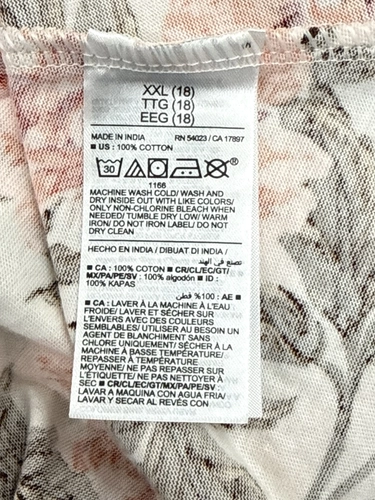 XXL (18)
TTG (18)
EEG (18)
MADE IN INDIA RN 54023 / CA 17897
■ US : 100% COTTON
30
1166
MACHINE WASH COLD/ WASH AND
DRY INSIDE OUT WITH LIKE COLORS/
ONLY NON-CHLORINE BLEACH WHEN
NEEDED/ TUMBLE DRY LOW/ WARM
IRON/ DO NOT IRON LABEL/ DO NOT
DRY CLEAN
HECHO EN INDIA / DIBUAT DI INDIA /
تصنع في الهند
■ CA : 100% COTON ■ CR/CL/EC/GT/
MX/PA/PE/SV : 100% algodón ■ ID :
100% KAPAS
■ AE : 100% قطن
■ CA : LAVER À LA MACHINE À L'EAU
FROIDE/ LAVER ET SÉCHER SUR
L'ENVERS AVEC DES COULEURS
SEMBLABLES/ UTILISER AU BESOIN UN
AGENT DE BLANCHIMENT SANS
CHLORE UNIQUEMENT/ SÉCHER À LA
MACHINE À BASSE TEMPÉRATURE/
REPASSER À TEMPÉRATURE
MOYENNE/ NE PAS REPASSER SUR
L'ÉTIQUETTE/ NE PAS NETTOYER À
SEC ■ CR/CL/EC/GT/MX/PA/PE/SV :
LAVAR A MAQUINA CON AGUA FRIA/
LAVAR Y SECAR AL REVÉS CON